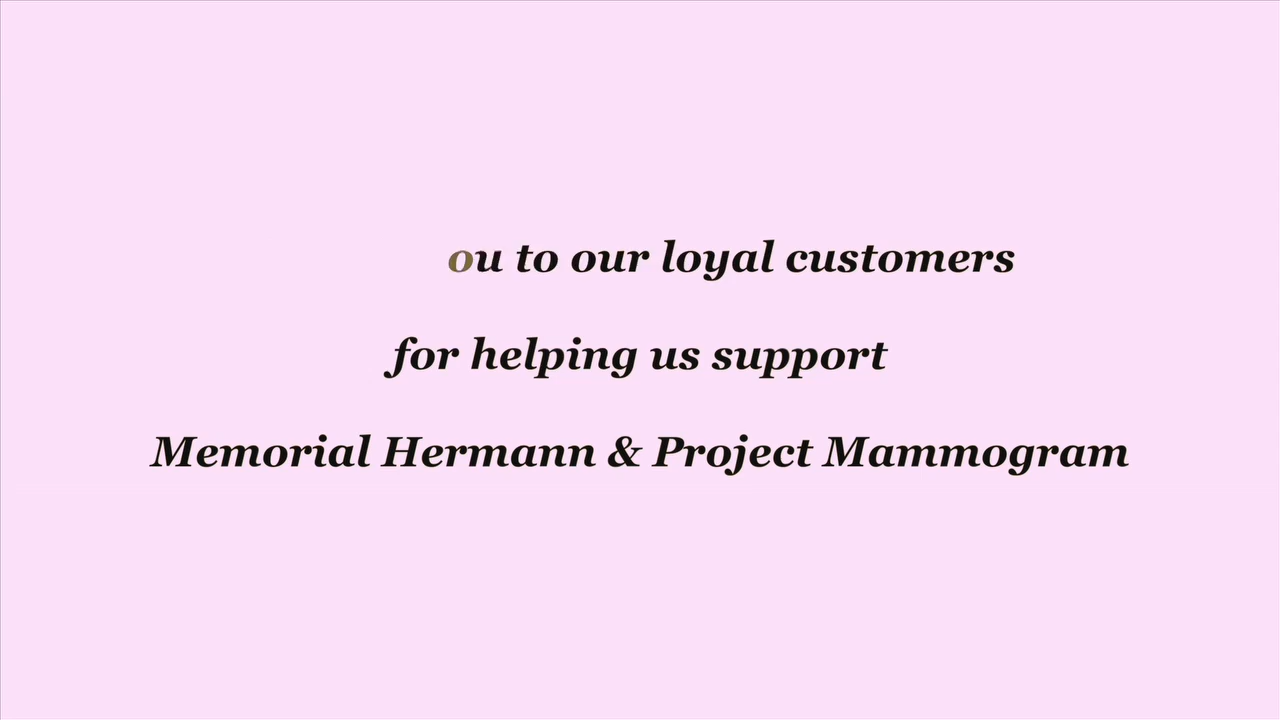 ou to our loyal customers
for helping us support
Memorial Hermann & Project Mammogram